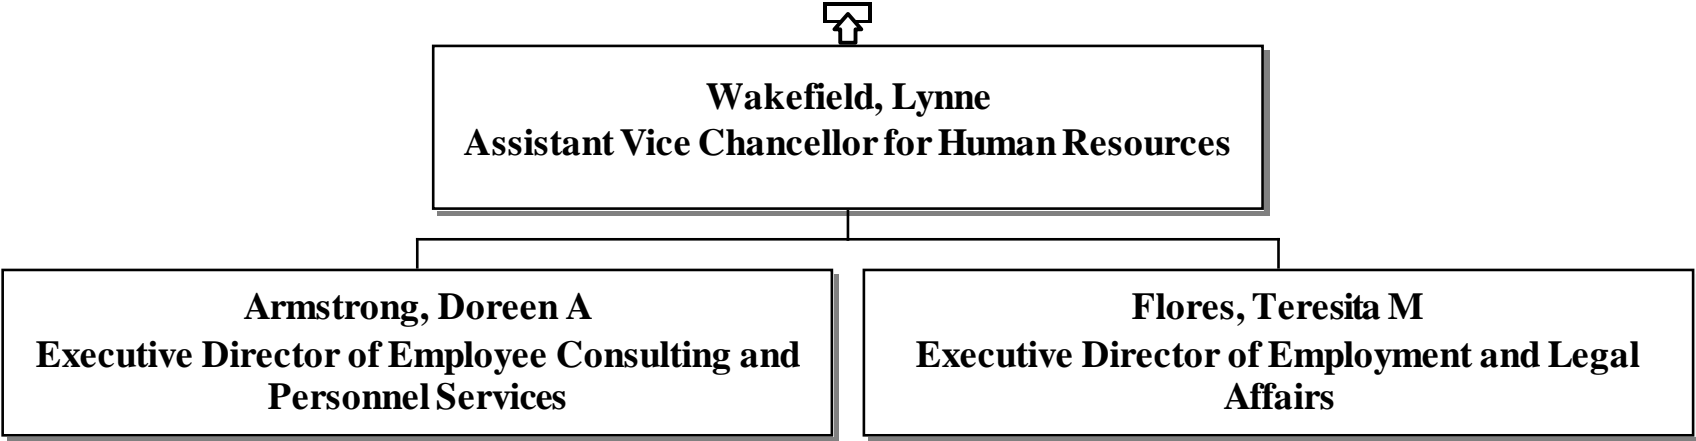 Wakefield, Lynne
Assistant Vice Chancellor for Human Resources
Armstrong, Doreen A
Executive Director of Employee Consulting and
Personnel Services
Flores, Teresita M
Executive Director of Employment and Legal
Affairs